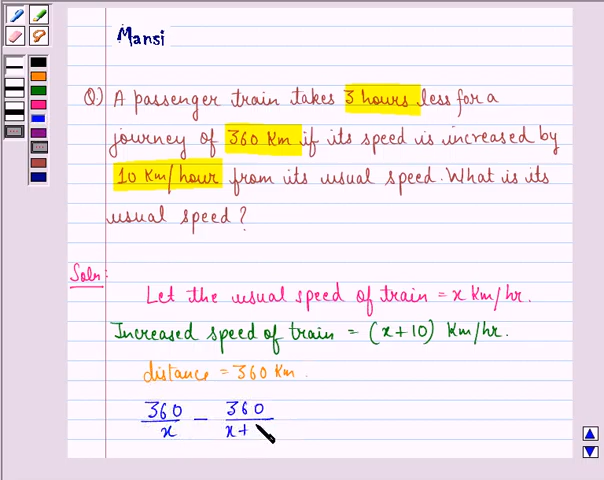 Mansi
Q) A passenger train takes 3 hours less for a
journey of 360 Km if its speed is increased by
10 Km/hour from its usual speed. What is its
usual speed?
Soln:
Let the usual speed of train = x Km/hr.
Increased speed of train = (x+10) Km/hr.
distance = 360 Km.
360/x - 360/x+